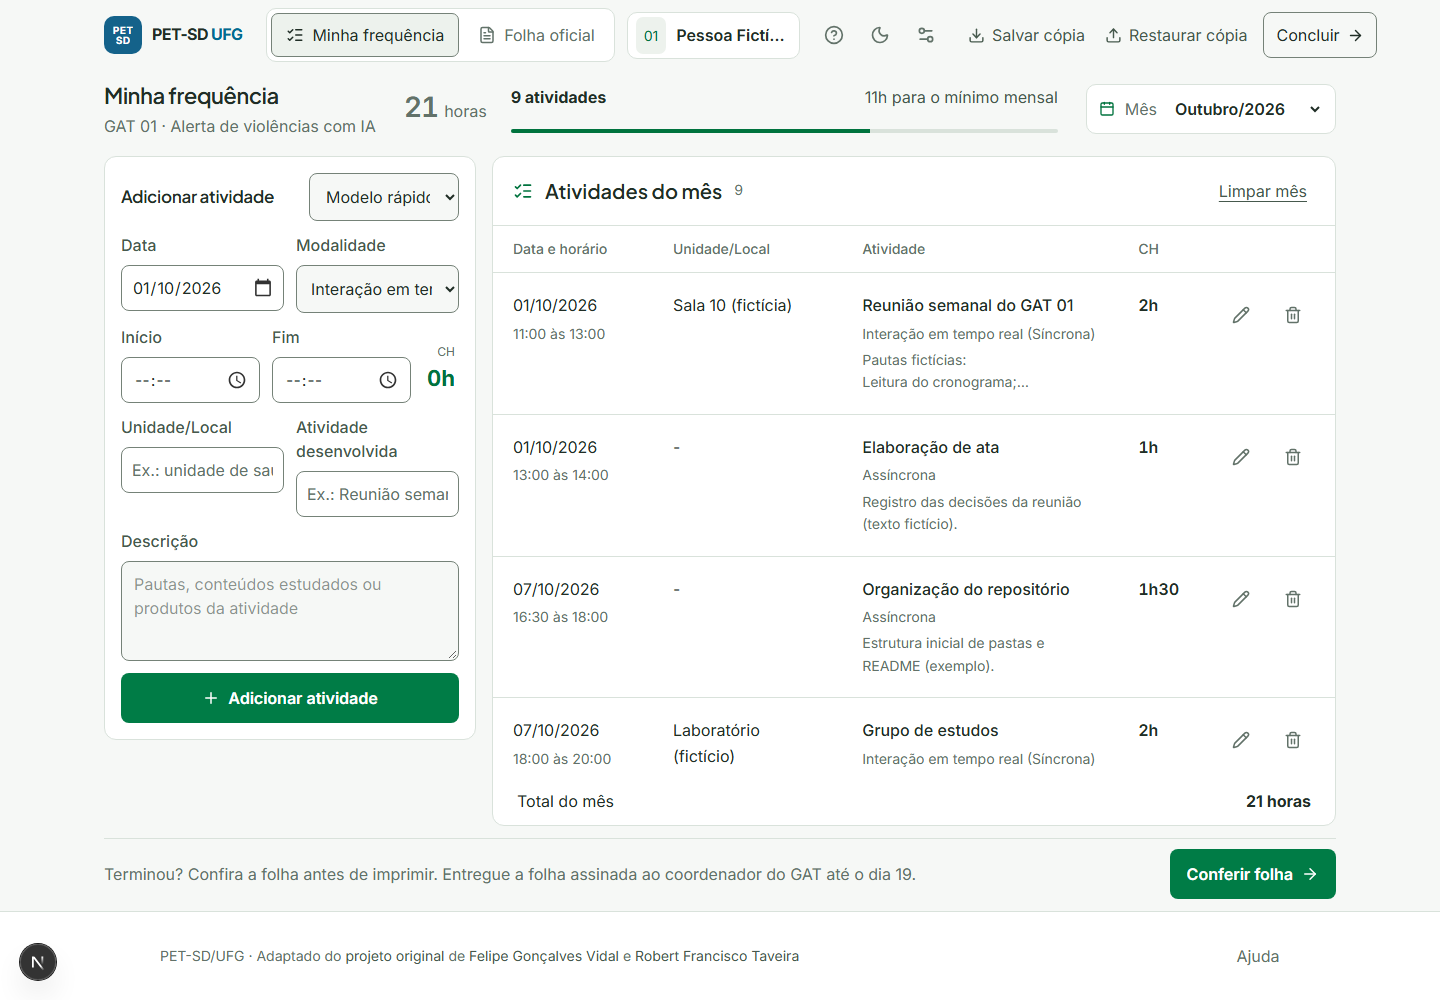 PET SD
PET-SD UFG
Minha frequência
Folha oficial
01 Pessoa Fictí...
Salvar cópia
Restaurar cópia
Concluir
Minha frequência
GAT 01 · Alerta de violências com IA
21 horas
9 atividades
11h para o mínimo mensal
Mês Outubro/2026
Adicionar atividade
Modelo rápido
Data
Modalidade
01/10/2026
Interação em ter
Início
Fim
CH
--:--
--:--
0h
Unidade/Local
Atividade desenvolvida
Ex.: unidade de saú
Ex.: Reunião seman
Descrição
Pautas, conteúdos estudados ou
produtos da atividade
Adicionar atividade
Atividades do mês 9
Limpar mês
Data e horário
Unidade/Local
Atividade
CH
01/10/2026
11:00 às 13:00
Sala 10 (fictícia)
Reunião semanal do GAT 01
Interação em tempo real (Síncrona)
Pautas fictícias:
Leitura do cronograma;...
2h
01/10/2026
13:00 às 14:00
-
Elaboração de ata
Assíncrona
Registro das decisões da reunião
(texto fictício).
1h
07/10/2026
16:30 às 18:00
-
Organização do repositório
Assíncrona
Estrutura inicial de pastas e
README (exemplo).
1h30
07/10/2026
18:00 às 20:00
Laboratório
(fictício)
Grupo de estudos
Interação em tempo real (Síncrona)
2h
Total do mês
21 horas
Terminou? Confira a folha antes de imprimir. Entregue a folha assinada ao coordenador do GAT até o dia 19.
Conferir folha
N
PET-SD/UFG · Adaptado do projeto original de Felipe Gonçalves Vidal e Robert Francisco Taveira
Ajuda